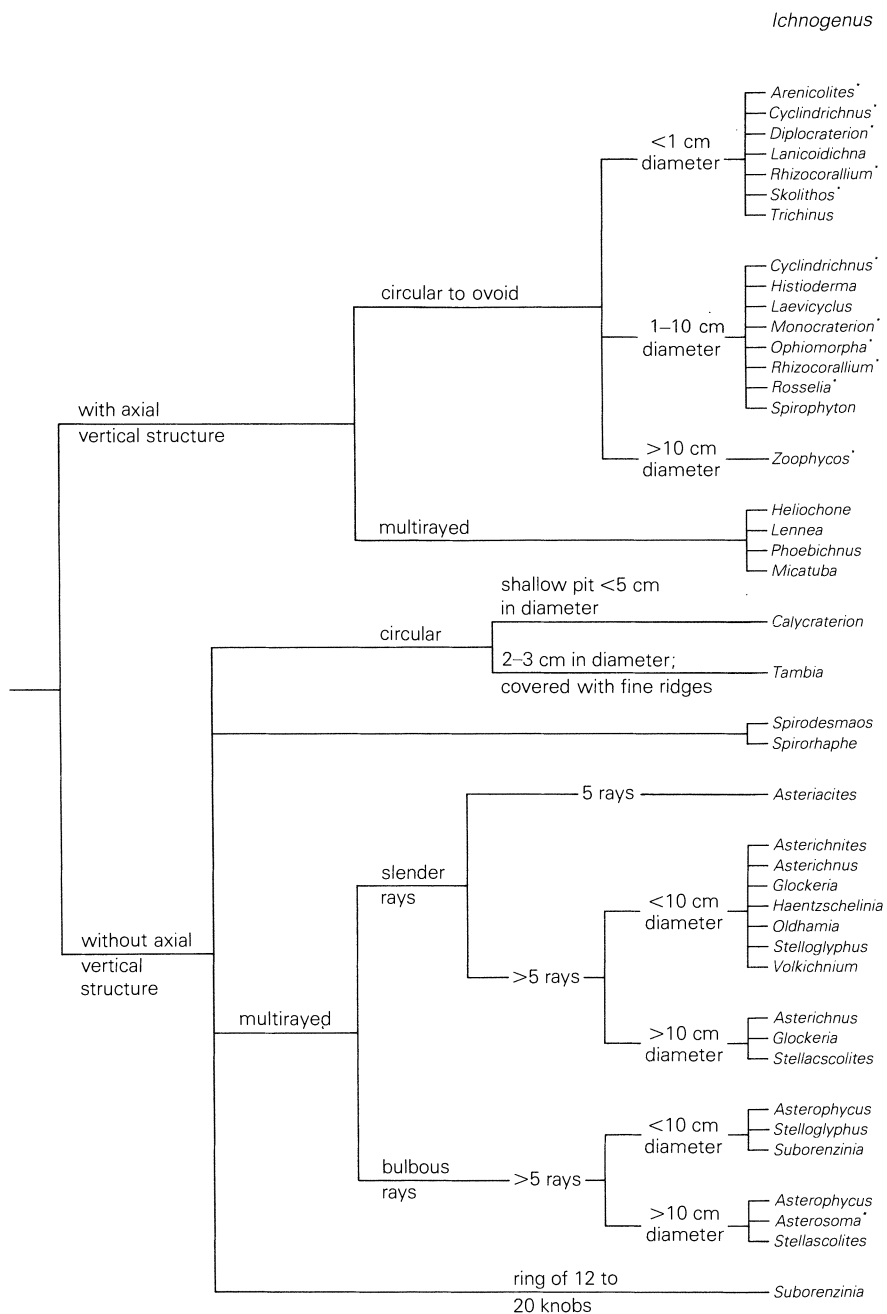 Ichnogenus
Arenicolites•
Cyclindrichnus•
<1 cm
Diplocraterion•
diameter
Lanicoidichna
Rhizocorallium•
Skolithos•
Trichinus
Cyclindrichnus•
circular to ovoid
Histioderma
Laevicyclus
1–10 cm
Monocraterion•
diameter
Ophiomorpha•
Rhizocorallium•
Rosselia•
with axial
Spirophyton
vertical structure
>10 cm
Zoophycos•
diameter
Heliochone
multirayed
Lennea
Phoebichnus
Micatuba
shallow pit <5 cm
in diameter
Calycraterion
circular
2–3 cm in diameter;
Tambia
covered with fine ridges
Spirodesmaos
Spirorhaphe
5 rays
Asteriacites
Asterichnites
slender
Asterichnus
rays
Glockeria
<10 cm
Haentzschelinia
diameter
Oldhamia
without axial
Stelloglyphus
vertical
Volkichnium
structure
>5 rays
multirayed
Asterichnus
>10 cm
Glockeria
diameter
Stellacscolites
Asterophycus
<10 cm
Stelloglyphus
diameter
Suborenzinia
bulbous
rays
>5 rays
Asterophycus
>10 cm
Asterosoma•
diameter
Stellascolites
ring of 12 to
20 knobs
Suborenzinia